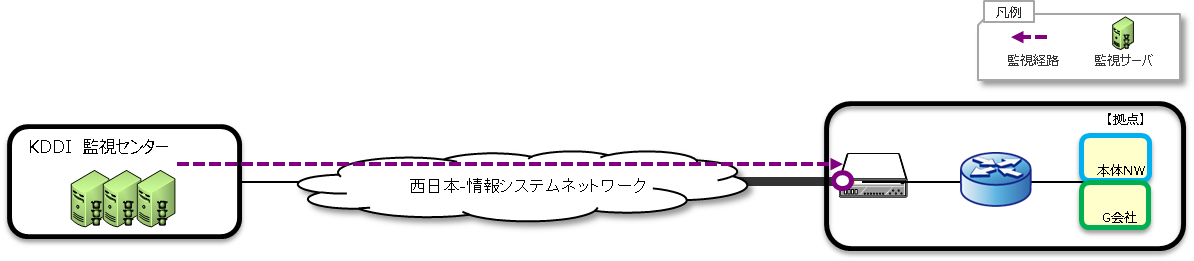 凡例
監視経路
監視サーバ
【拠点】
KDDI 監視センター
西日本-情報システムネットワーク
本体NW
G会社